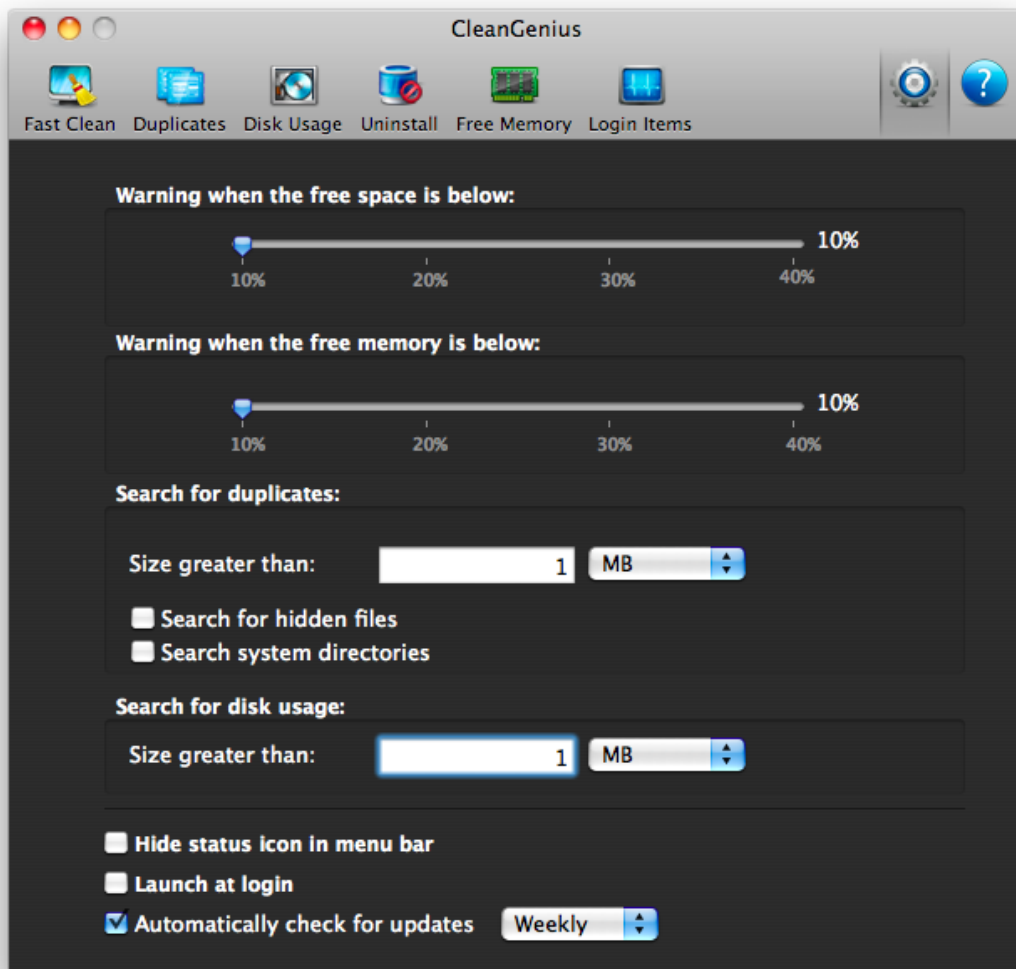 CleanGenius
Fast Clean Duplicates Disk Usage Uninstall Free Memory Login Items ?
Warning when the free space is below:
10%
10% 20% 30% 40%
Warning when the free memory is below:
10%
10% 20% 30% 40%
Search for duplicates:
Size greater than: 1 MB
Search for hidden files
Search system directories
Search for disk usage:
Size greater than: 1 MB
Hide status icon in menu bar
Launch at login
Automatically check for updates Weekly